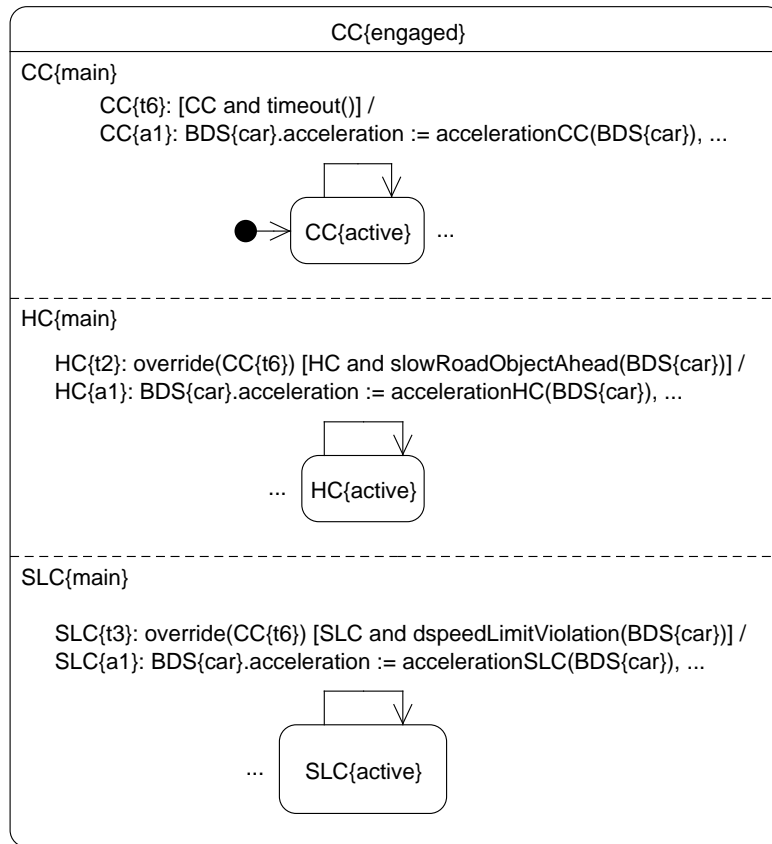 CC{engaged}
CC{main}
CC{t6}: [CC and timeout()] /
CC{a1}: BDS{car}.acceleration := accelerationCC(BDS{car}), ...
CC{active}
...
HC{main}
HC{t2}: override(CC{t6}) [HC and slowRoadObjectAhead(BDS{car})] /
HC{a1}: BDS{car}.acceleration := accelerationHC(BDS{car}), ...
... HC{active}
SLC{main}
SLC{t3}: override(CC{t6}) [SLC and dspeedLimitViolation(BDS{car})] /
SLC{a1}: BDS{car}.acceleration := accelerationSLC(BDS{car}), ...
... SLC{active}